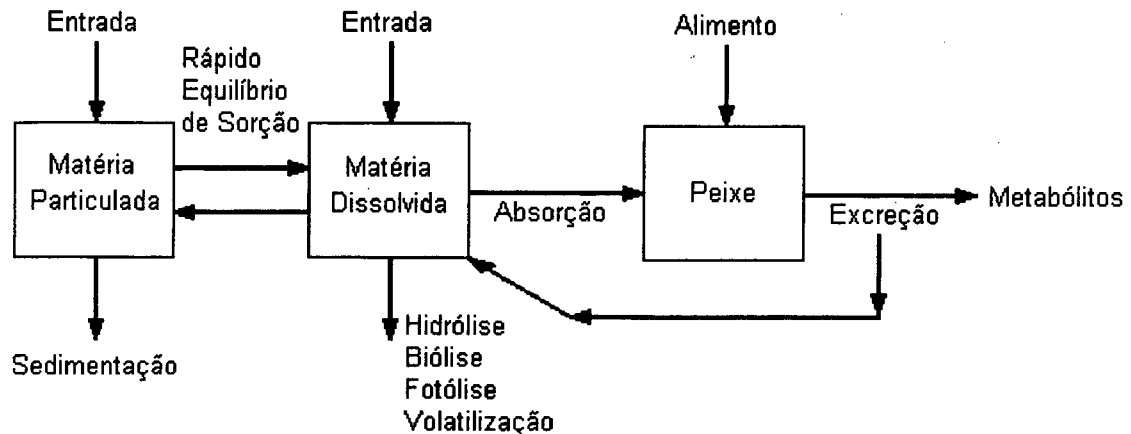 Entrada
Entrada
Alimento
Rápido
Equilíbrio
de Sorção
Matéria
Particulada
Matéria
Dissolvida
Absorção
Peixe
Excreção
Metabólitos
Sedimentação
Hidrólise
Biólise
Fotólise
Volatilização